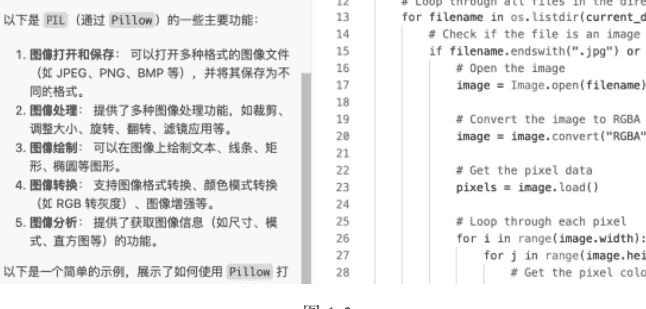 以下是 PIL（通过 Pillow）的一些主要功能：
1. 图像打开和保存： 可以打开多种格式的图像文件
（如 JPEG、PNG、BMP 等），并将其保存为不
同的格式。
2. 图像处理： 提供了多种图像处理功能，如裁剪、
调整大小、旋转、翻转、滤镜应用等。
3. 图像绘制： 可以在图像上绘制文本、线条、矩
形、椭圆等图形。
4. 图像转换： 支持图像格式转换、颜色模式转换
（如 RGB 转灰度）、图像增强等。
5. 图像分析： 提供了获取图像信息（如尺寸、模
式、直方图等）的功能。
以下是一个简单的示例，展示了如何使用 Pillow 打
12 # Loop through all files in the dire
13 for filename in os.listdir(current_d
14 # Check if the file is an image
15 if filename.endswith(".jpg") or
16 # Open the image
17 image = Image.open(filename)
18
19 # Convert the image to RGBA
20 image = image.convert("RGBA"
21
22 # Get the pixel data
23 pixels = image.load()
24
25 # Loop through each pixel
26 for i in range(image.width):
27 for j in range(image.hei
28 # Get the pixel colo